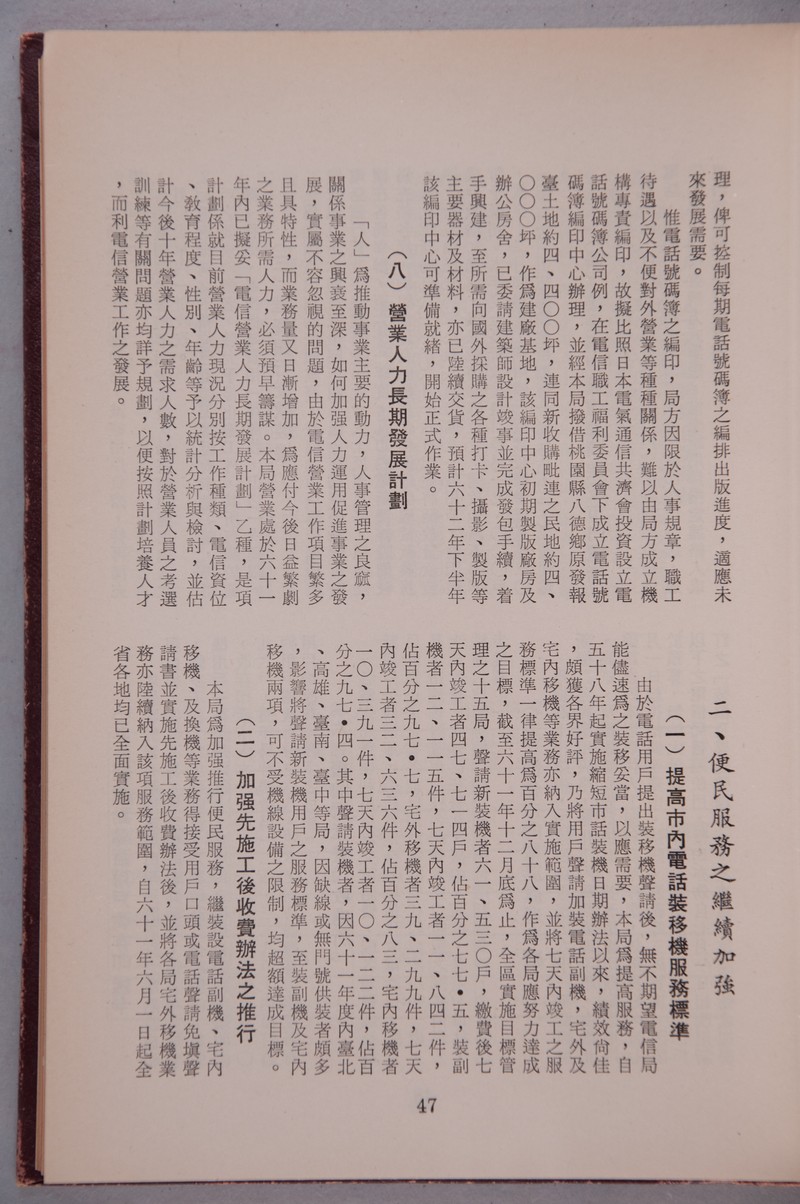 理，俾可控制每期電話號碼簿之編排出版進度，適應未
來發展需要。
惟電話號碼簿之編印，局方因限於人事規章，職工
待遇以及不便對外營業等種種關係，難以由局方成立機
構專責編印，故擬比照日本電氣通信共濟會投資設立電
話號碼簿公司例，在電信職工福利委員會下成立電話號
碼簿編印中心辦理，並經本局撥借桃園縣八德鄉原發報
臺土地約四、四〇〇坪，連同新收購毗連之民地約四、
〇〇〇坪，作爲建廠基地，該編印中心初期製版廠房及
辦公房舍，已委請建築師設計竣事並完成發包手續，着
手興建，至所需向國外採購之各種打卡、攝影、製版等
主要器材及材料，亦已陸續交貨，預計六十二年下半年
該編印中心可準備就緒，開始正式作業。
（八）營業人力長期發展計劃
「人」爲推動事業主要的動力，人事管理之良窳，
關係事業之興衰至深，如何加强人力運用促進事業之發
展，實屬不容忽視的問題，由於電信營業工作項目繁多
且具特性，而業務量又日漸增加，爲應付今後日益繁劇
之業務所需人力，必須預早籌謀。本局營業處於六十一
年內已擬妥「電信營業人力長期發展計劃」乙種，是項
計劃係就目前營業人力現況分別按工作種類、電信資位
、教育程度、性別、年齡等予以統計分析與檢討，並估
計今後十年營業人力之需求人數，對於營業人員之考選
訓練等有關問題亦均詳予規劃，以便按照計劃培養人才
，而利電信營業工作之發展。
二、便民服務之繼續加強
（一）提高市內電話裝移機服務標準
由於電話用戶提出裝移機聲請後，無不期望電信局
能儘速爲之裝移妥當，以應需要，本局爲提高服務，自
五十八年起實施縮短市話裝機日期辦法以來，績效尙佳
，頗獲各界好評，乃將用戶聲請加裝電話副機，宅外及
宅內移機等業務亦納入實施範圍，並將七天內竣工之服
務標準一律提高爲百分之八十八，作爲各局應努力達成
之目標，截至六十一年十二月底爲止，全區實施目標管
理之十五局，聲請新裝機者六一、五三〇戶，繳費後七
天內竣工者四七、七一四戶，佔百分之七七•五，裝副
機者一二、一一五件，七天內竣工者一一、八四二件，
佔百分之九七•七，宅外移機者三九、二九九件，七天
內竣工者三二、六三六件，佔百分之八三，宅內移機者
一〇、三九一件，七天內竣工者一〇、一二二件，佔百
分之九七•四。其中聲請裝機者，因六十一年度內臺北
、高雄、臺南、臺中等局，因缺線或無門號供裝者頗多
，影響將聲請新裝機用戶之服務標準，至裝副機及宅內
移機兩項，可不受機線設備之限制，均超額達成目標。
（二）加强先施工後收費辦法之推行
本局爲加强推行便民服務，繼裝設電話副機、宅內
移機、及換機等業務得接受用戶口頭或電話聲請免塡聲
請書並實施先施工後收費辦法後，並將各局宅外移機業
務亦陸續納入該項服務範圍，自六十一年六月一日起全
省各地均已全面實施。
47